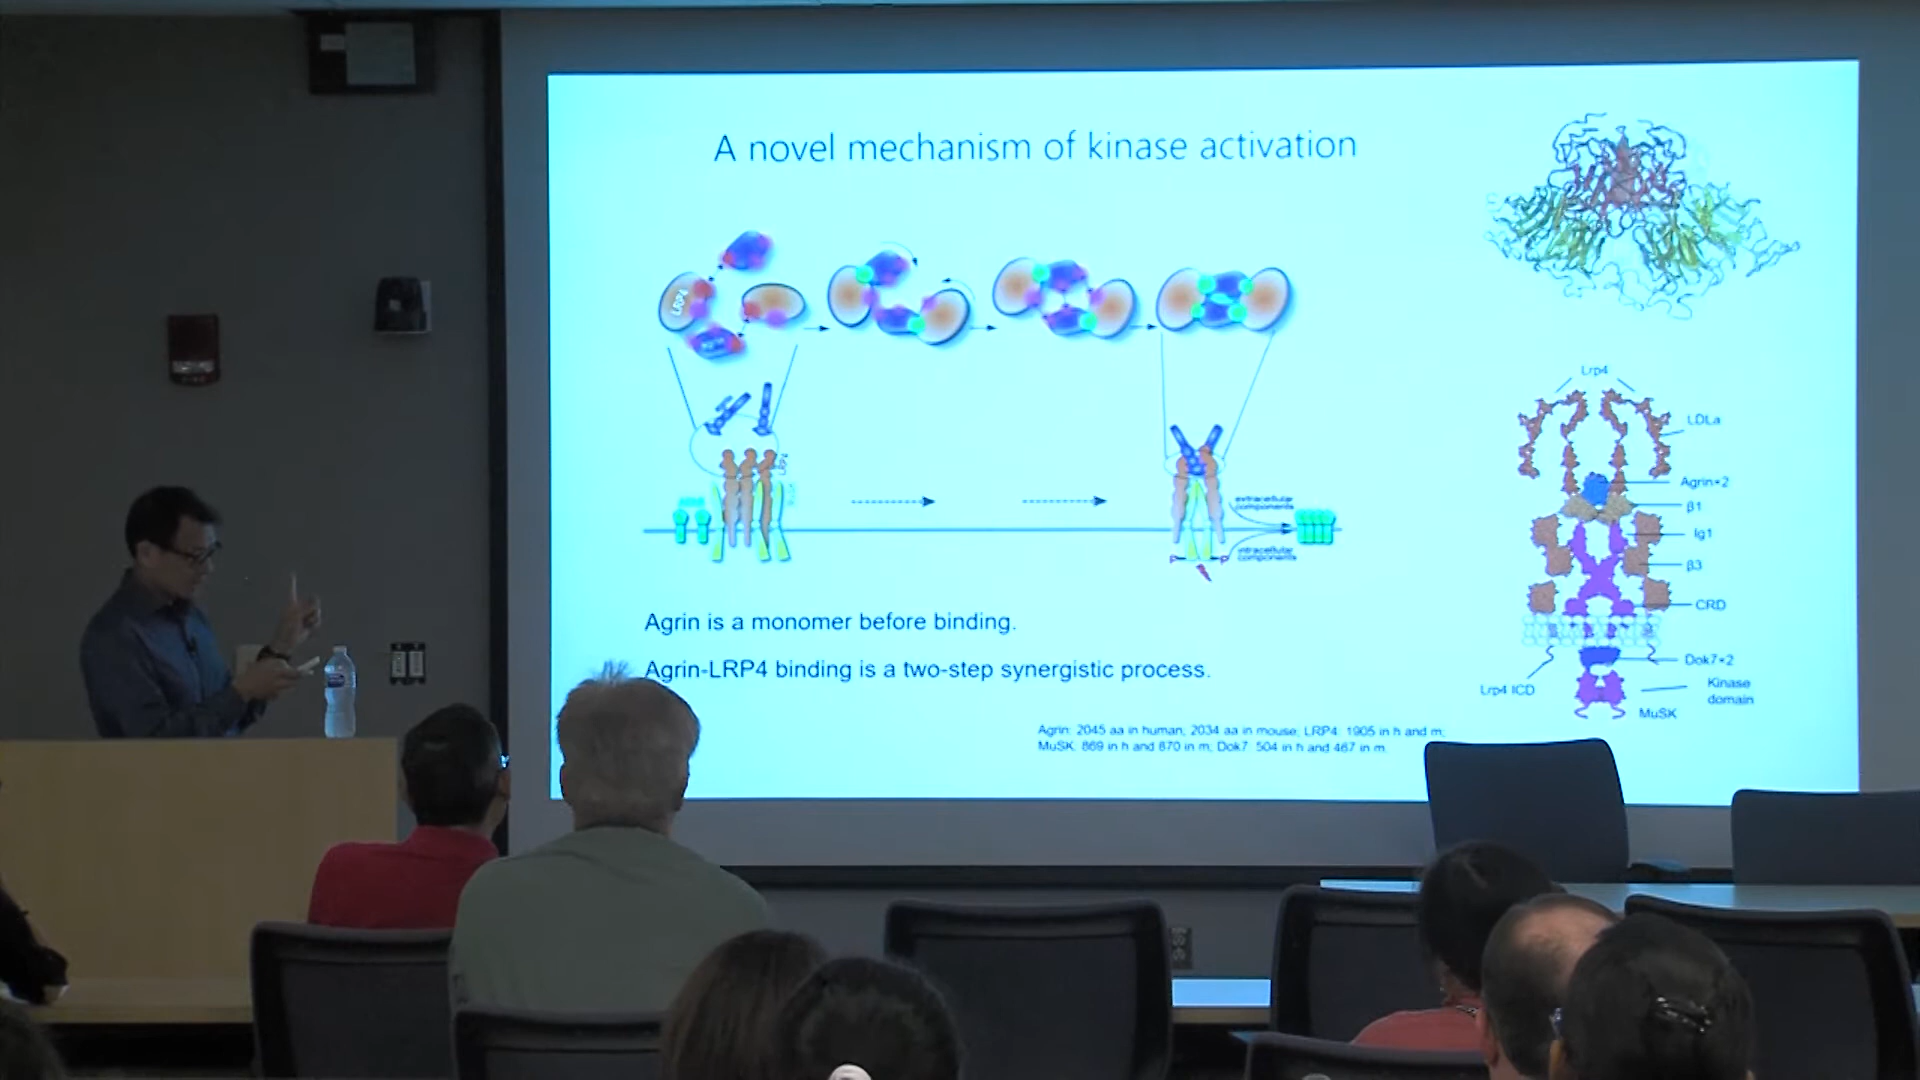 A novel mechanism of kinase activation
LRP4
LRP4
extracellular
components
intracellular
components
P
P
Agrin is a monomer before binding.
Agrin-LRP4 binding is a two-step synergistic process.
Agrin: 2045 aa in human, 2034 aa in mouse; LRP4: 1905 in h and m;
MuSK: 869 in h and 870 in m; Dok7: 504 in h and 467 in m.
Lrp4
LDLa
Agrin×2
β1
Ig1
β3
CRD
Dok7×2
Lrp4 ICD
Kinase
domain
MuSK